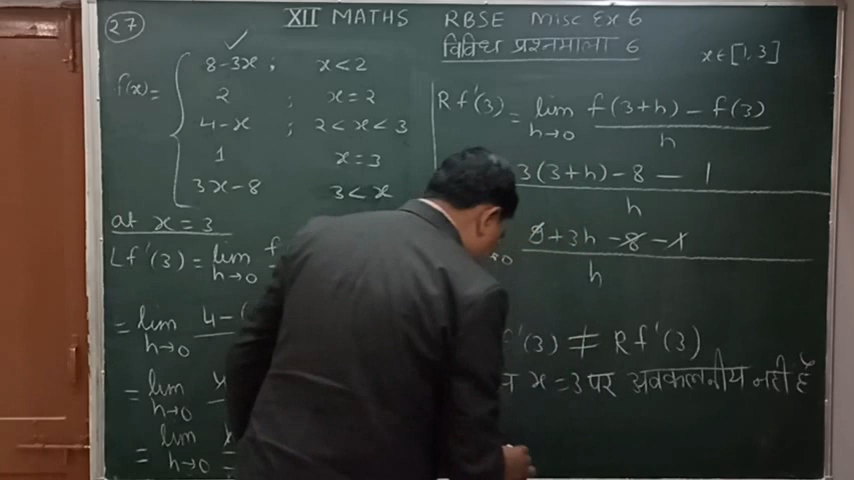 27
XII MATHS RBSE Misc Ex 6
विविध प्रश्नमाला 6
x∈[1,3]
f(x)=
8-3x ; x<2
2 ; x=2
4-x ; 2<x<3
1 x=3
3x-8 3<x
at x=3
Lf'(3)= lim h→0 f
= lim h→0 4-(
= lim h→0
= lim h→0
Rf'(3) = lim h→0 f(3+h)-f(3) / h
3(3+h)-8-1 / h
+3h-8-1 / h
'(3) ≠ Rf'(3)
x=3 पर अवकलनीय नही है